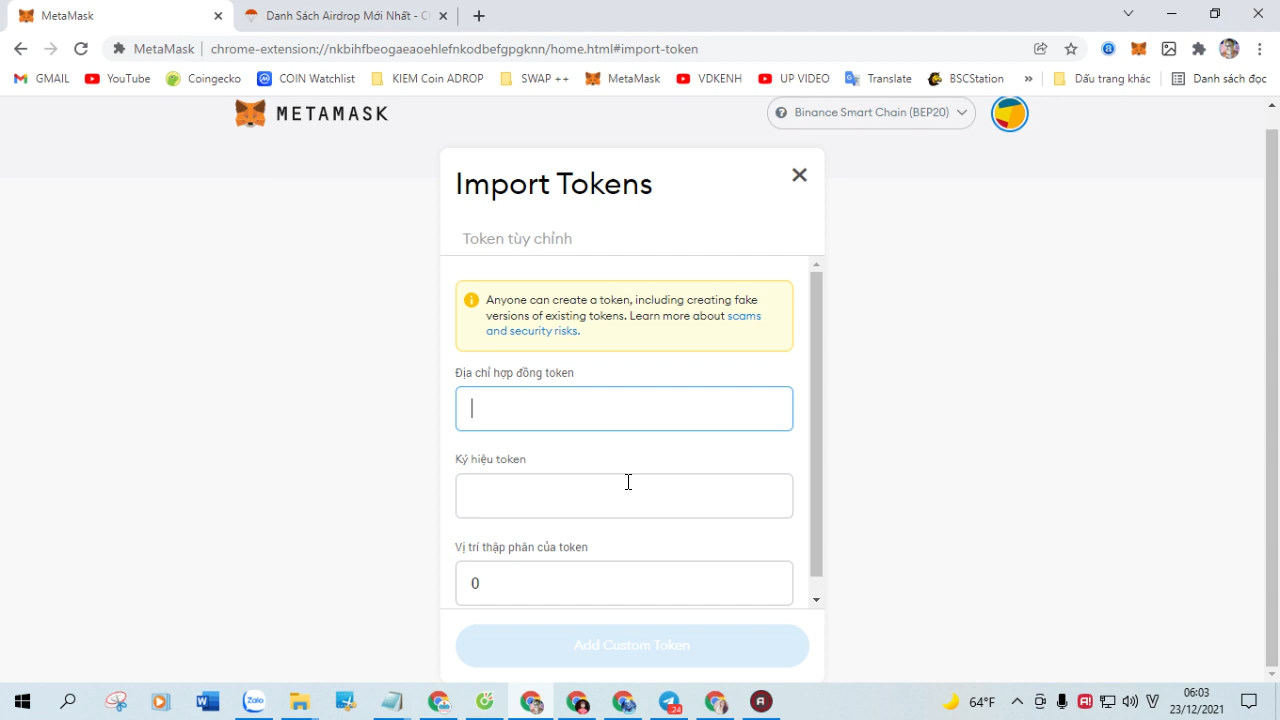 MetaMask
Danh Sách Airdrop Mới Nhất - C
MetaMask
chrome-extension://nkbihfbeogaeaoehlefnkodbefgpgknn/home.html#import-token
GMAIL
YouTube
Coingecko
COIN Watchlist
KIEM Coin ADROP
SWAP ++
MetaMask
VDKENH
UP VIDEO
Translate
BSCStation
»
Dấu trang khác
Danh sách đọc
METAMASK
Binance Smart Chain (BEP20)
Import Tokens
Token tùy chỉnh
Anyone can create a token, including creating fake
versions of existing tokens. Learn more about scams
and security risks.
Địa chỉ hợp đồng token
Ký hiệu token
Vị trí thập phân của token
0
Add Custom Token
Zalo
24
64°F
06:03
23/12/2021